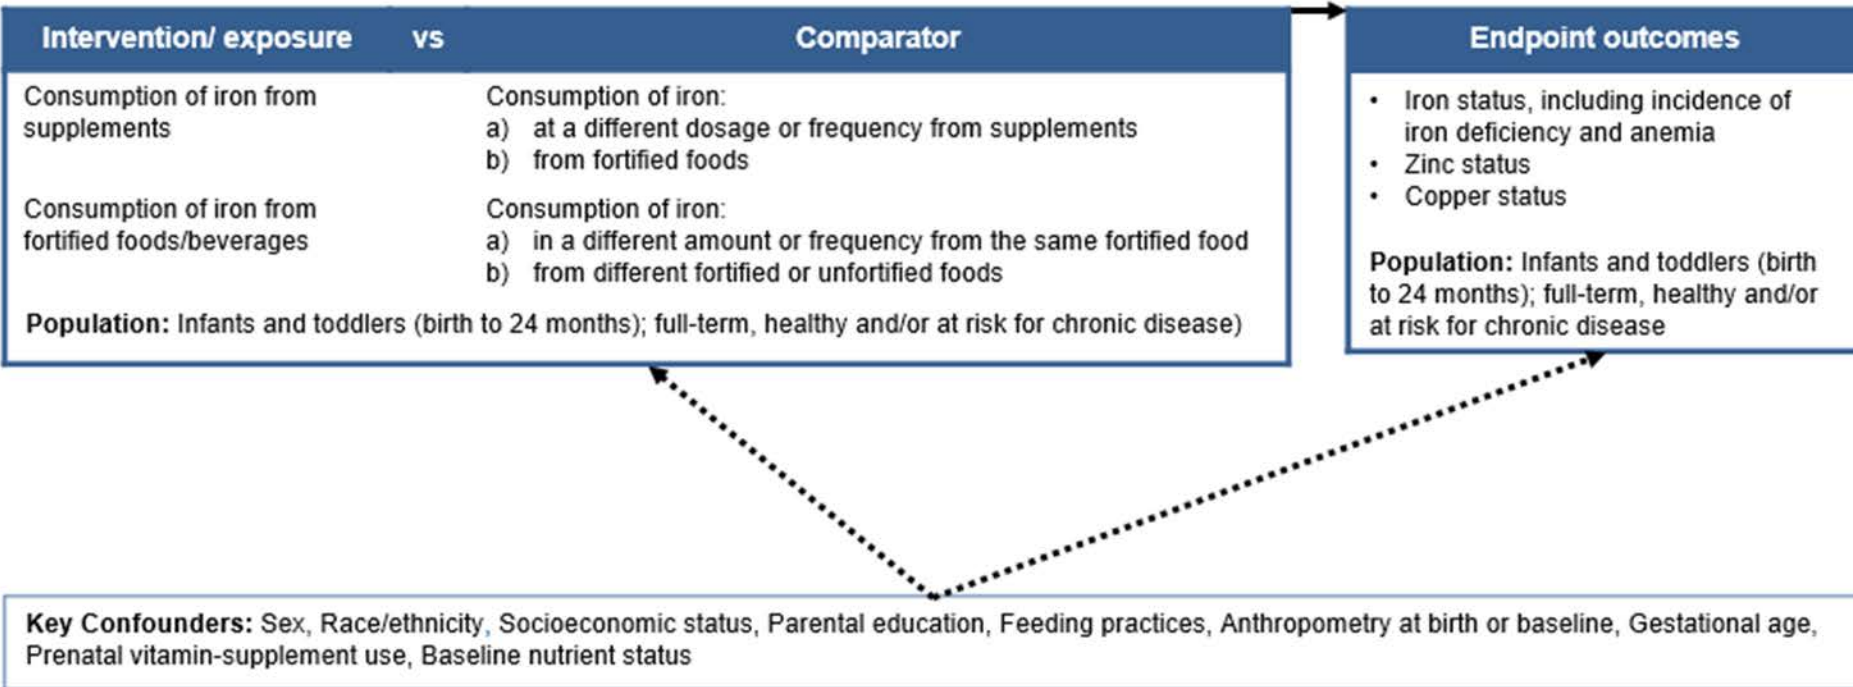 Intervention/ exposure vs Comparator
Consumption of iron from
supplements
Consumption of iron:
a) at a different dosage or frequency from supplements
b) from fortified foods
Consumption of iron from
fortified foods/beverages
Consumption of iron:
a) in a different amount or frequency from the same fortified food
b) from different fortified or unfortified foods
Population: Infants and toddlers (birth to 24 months); full-term, healthy and/or at risk for chronic disease)
Endpoint outcomes
• Iron status, including incidence of
iron deficiency and anemia
• Zinc status
• Copper status
Population: Infants and toddlers (birth
to 24 months); full-term, healthy and/or
at risk for chronic disease
Key Confounders: Sex, Race/ethnicity, Socioeconomic status, Parental education, Feeding practices, Anthropometry at birth or baseline, Gestational age,
Prenatal vitamin-supplement use, Baseline nutrient status